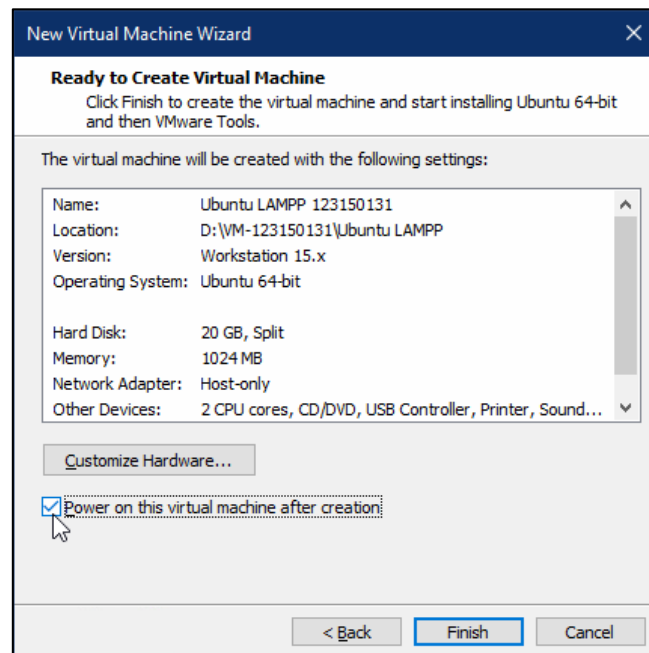 New Virtual Machine Wizard
Ready to Create Virtual Machine
Click Finish to create the virtual machine and start installing Ubuntu 64-bit
and then VMware Tools.
The virtual machine will be created with the following settings:
Name: Ubuntu LAMPP 123150131
Location: D:\VM-123150131\Ubuntu LAMPP
Version: Workstation 15.x
Operating System: Ubuntu 64-bit
Hard Disk: 20 GB, Split
Memory: 1024 MB
Network Adapter: Host-only
Other Devices: 2 CPU cores, CD/DVD, USB Controller, Printer, Sound...
Customize Hardware...
Power on this virtual machine after creation
< Back Finish Cancel